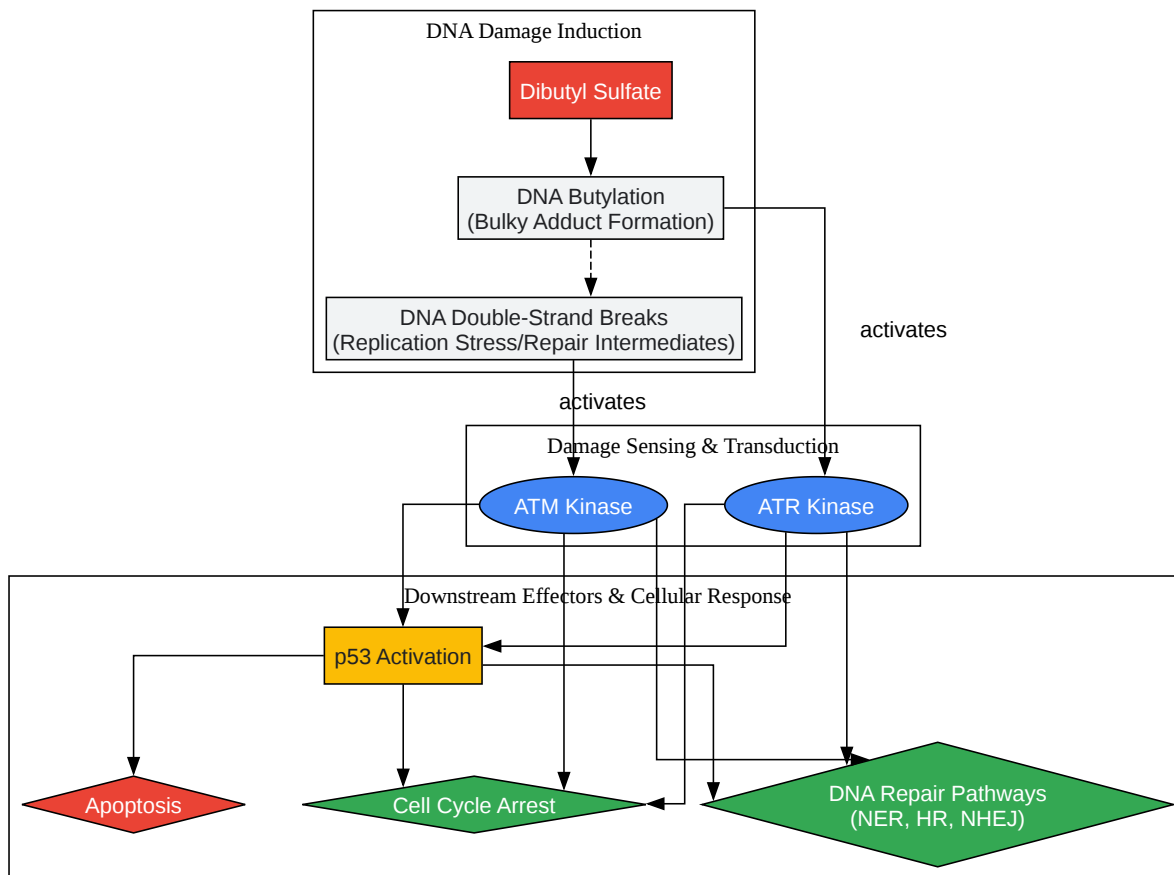 DNA Damage Induction
Dibutyl Sulfate
DNA Butylation
(Bulky Adduct Formation)
DNA Double-Strand Breaks
(Replication Stress/Repair Intermediates)
activates
activates
Damage Sensing & Transduction
ATM Kinase
ATR Kinase
Downstream Effectors & Cellular Response
p53 Activation
Apoptosis
Cell Cycle Arrest
DNA Repair Pathways
(NER, HR, NHEJ)